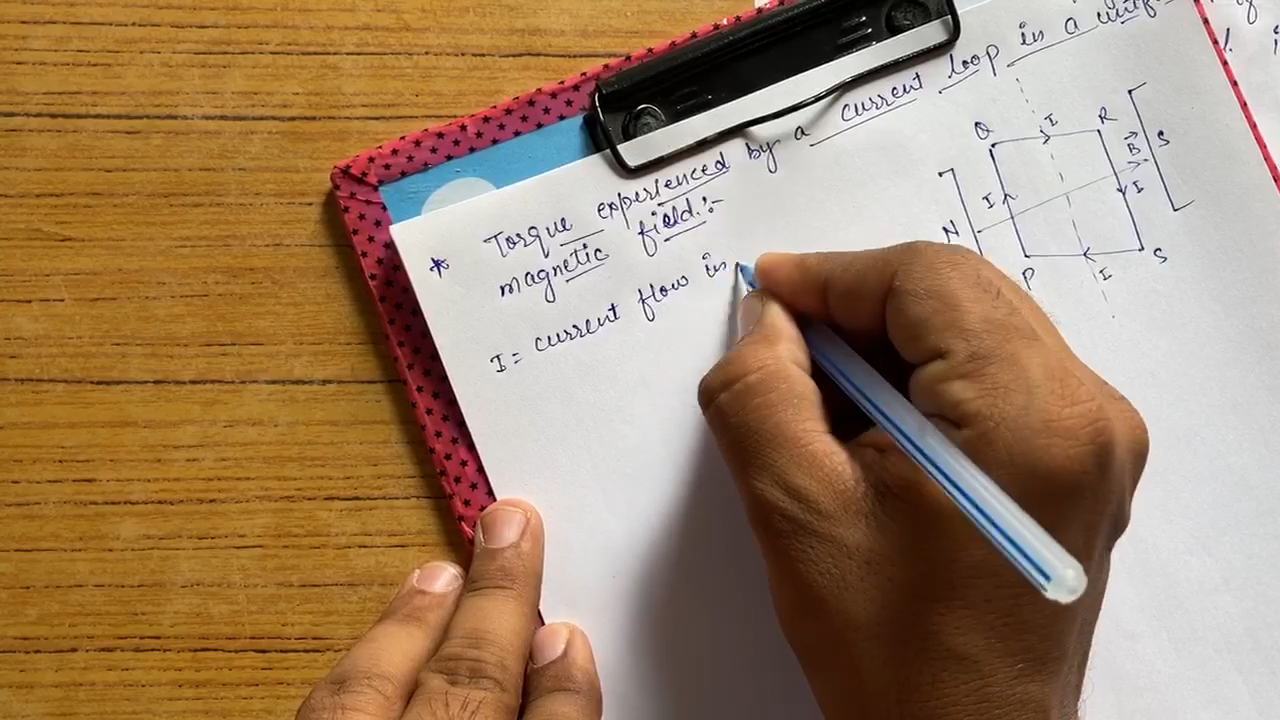 * Torque experienced by a current loop in a
magnetic field:-
I = current flow in
Q I R
B
S
I
I
N
P I S